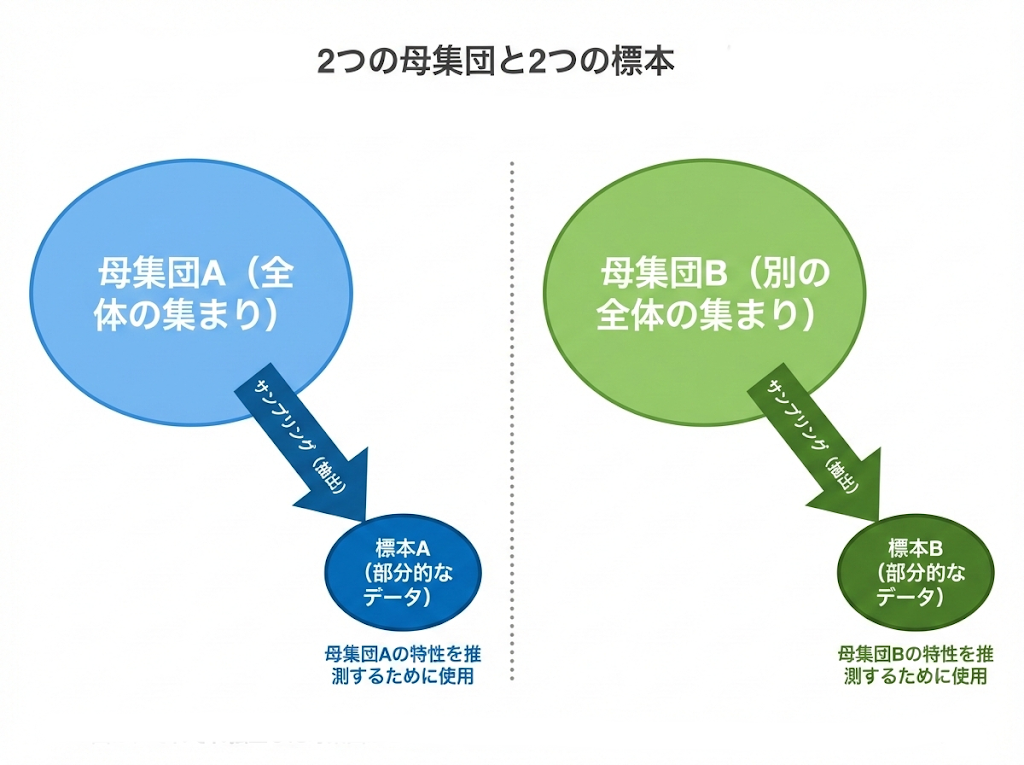 2つの母集団と2つの標本
母集団A（全
体の集まり）
サンプリング（抽出）
標本A
（部分的な
データ）
母集団Aの特性を推
測するために使用
母集団B（別の
全体の集まり）
サンプリング（抽出）
標本B
（部分的な
データ）
母集団Bの特性を推
測するために使用